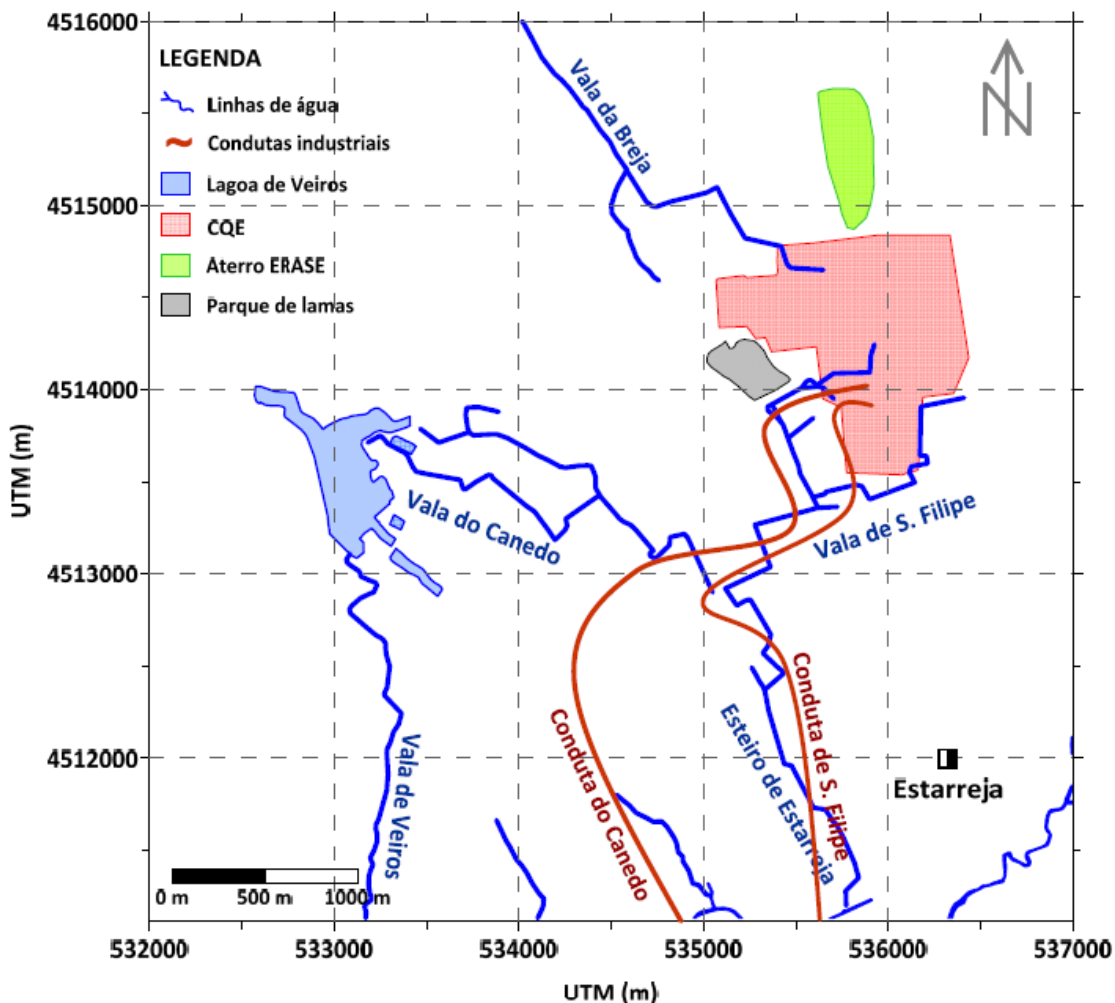 4516000
4515000
4514000
4513000
4512000
UTM (m)
LEGENDA
Linhas de água
Condutas industriais
Lagoa de Veiros
CQE
Aterro ERASE
Parque de lamas
N
Vala da Breja
Vala do Canedo
Vala de S. Filipe
Vala de Veiros
Conduta do Canedo
Esteiro de Estarreja
Conduta de S. Filipe
Estarreja
0 m 500 m 1000 m
532000 533000 534000 535000 536000 537000
UTM (m)